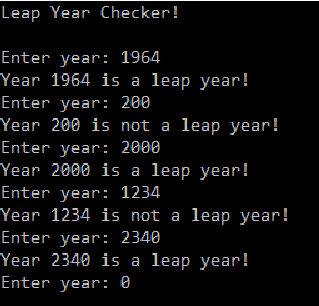 Leap Year Checker!
Enter year: 1964
Year 1964 is a leap year!
Enter year: 200
Year 200 is not a leap year!
Enter year: 2000
Year 2000 is a leap year!
Enter year: 1234
Year 1234 is not a leap year!
Enter year: 2340
Year 2340 is a leap year!
Enter year: 0